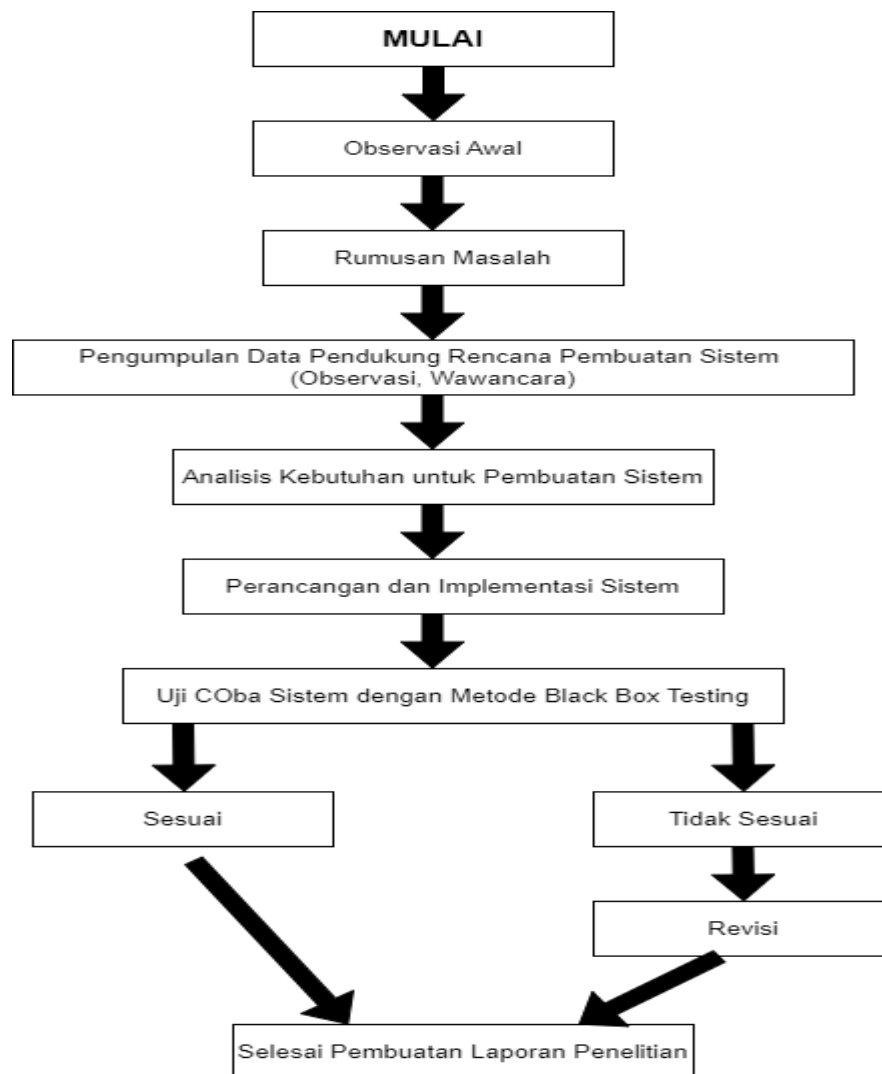 MULAI
Observasi Awal
Rumusan Masalah
Pengumpulan Data Pendukung Rencana Pembuatan Sistem
(Observasi, Wawancara)
Analisis Kebutuhan untuk Pembuatan Sistem
Perancangan dan Implementasi Sistem
Uji COba Sistem dengan Metode Black Box Testing
Sesuai
Tidak Sesuai
Revisi
Selesai Pembuatan Laporan Penelitian